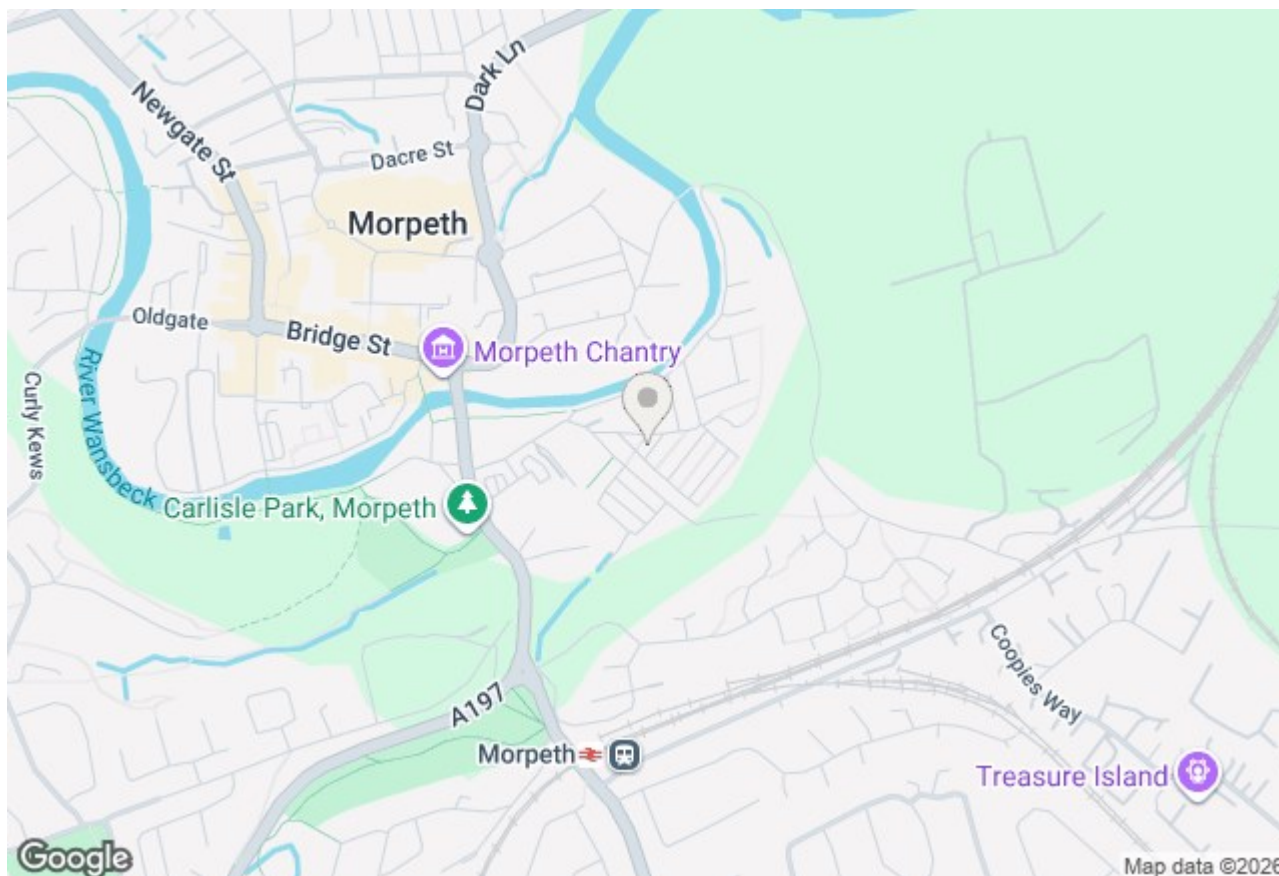 Dark Ln
Newgate St
Dacre St
Morpeth
Oldgate
Bridge St
Morpeth Chantry
River Wansbeck
Curly Kews
Carlisle Park, Morpeth
A197
Coopies Way
Morpeth
Treasure Island
Google
Map data ©2026